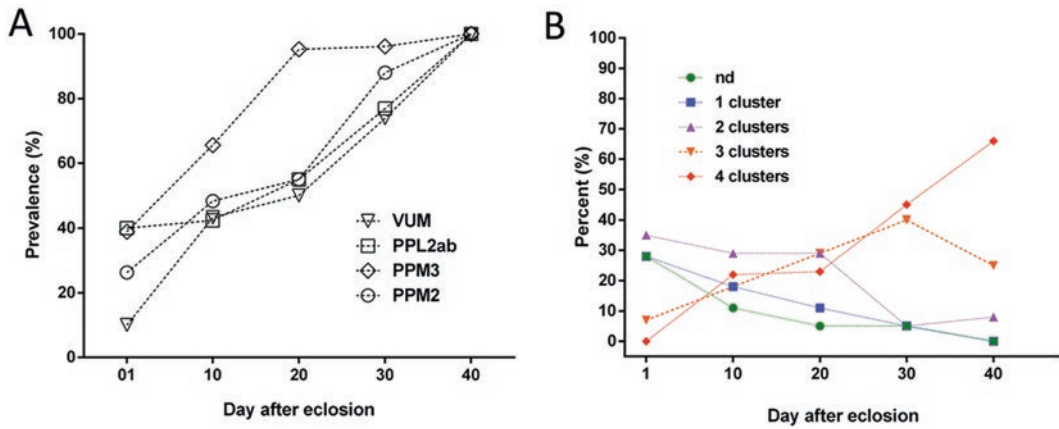 A
Prevalence (%)
100
80
60
40
20
0
01 10 20 30 40
Day after eclosion
VUM
PPL2ab
PPM3
PPM2
B
Percent (%)
100
90
80
70
60
50
40
30
20
10
0
1 10 20 30 40
Day after eclosion
nd
1 cluster
2 clusters
3 clusters
4 clusters